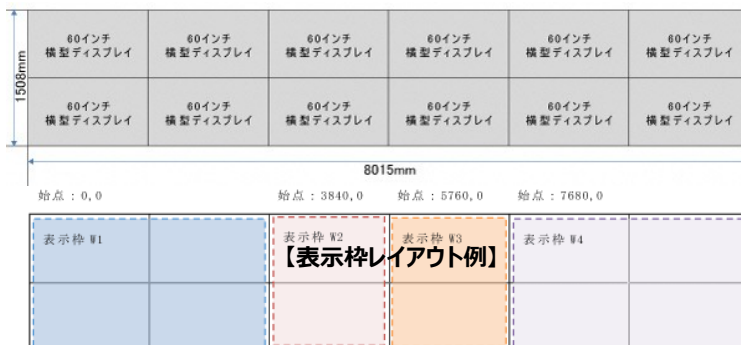 60インチ 60インチ 60インチ 60インチ 60インチ 60インチ
横型ディスプレイ 横型ディスプレイ 横型ディスプレイ 横型ディスプレイ 横型ディスプレイ 横型ディスプレイ
1508mm
60インチ 60インチ 60インチ 60インチ 60インチ 60インチ
横型ディスプレイ 横型ディスプレイ 横型ディスプレイ 横型ディスプレイ 横型ディスプレイ 横型ディスプレイ
8015mm
始点：0,0 始点：3840,0 始点：5760,0 始点：7680,0
表示枠 W1 表示枠 W2 表示枠 W3 表示枠 W4
【表示枠レイアウト例】